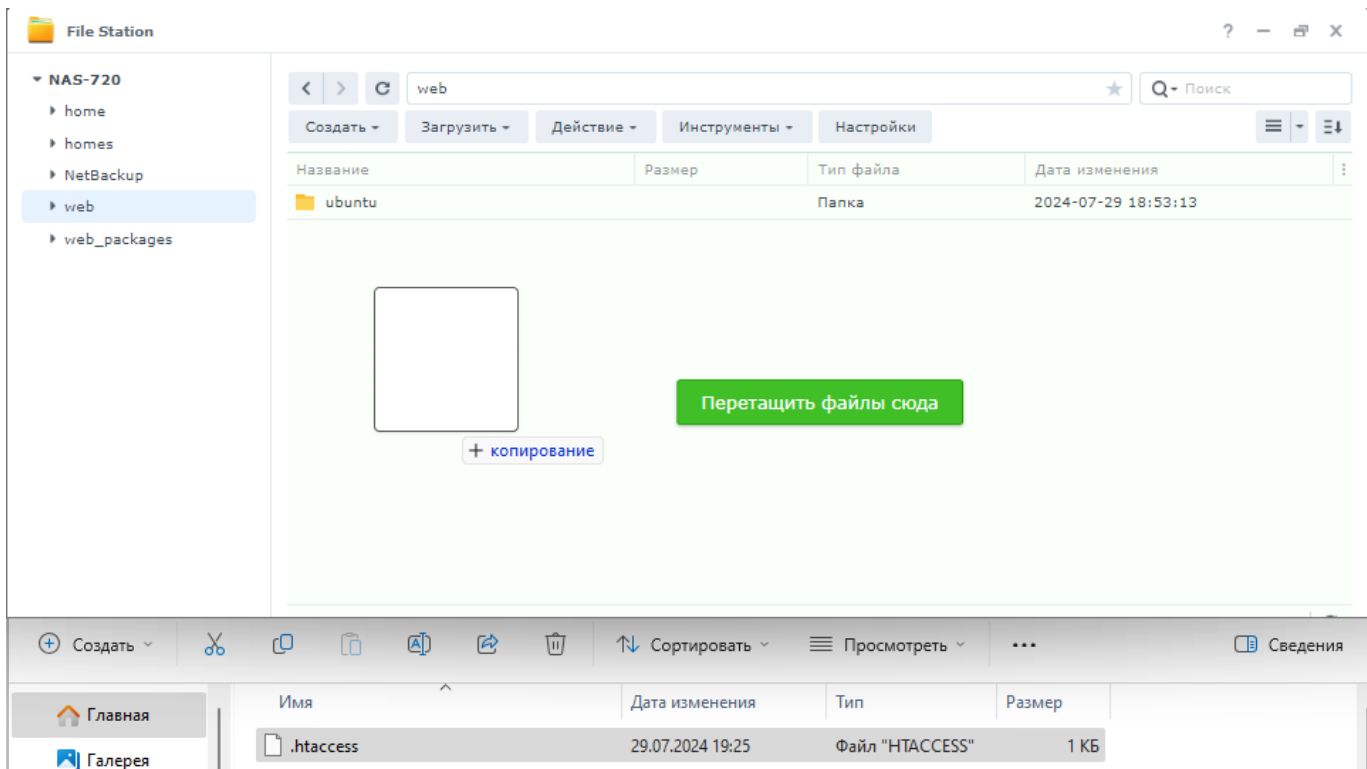 File Station
NAS-720
home
homes
NetBackup
web
web_packages
web
Поиск
Создать Загрузить Действие Инструменты Настройки
Название Размер Тип файла Дата изменения
ubuntu Папка 2024-07-29 18:53:13
Перетащить файлы сюда
+ копирование
Создать Сортировать Просмотреть ... Сведения
Главная
Галерея
Имя Дата изменения Тип Размер
.htaccess 29.07.2024 19:25 Файл "HTACCESS" 1 КБ